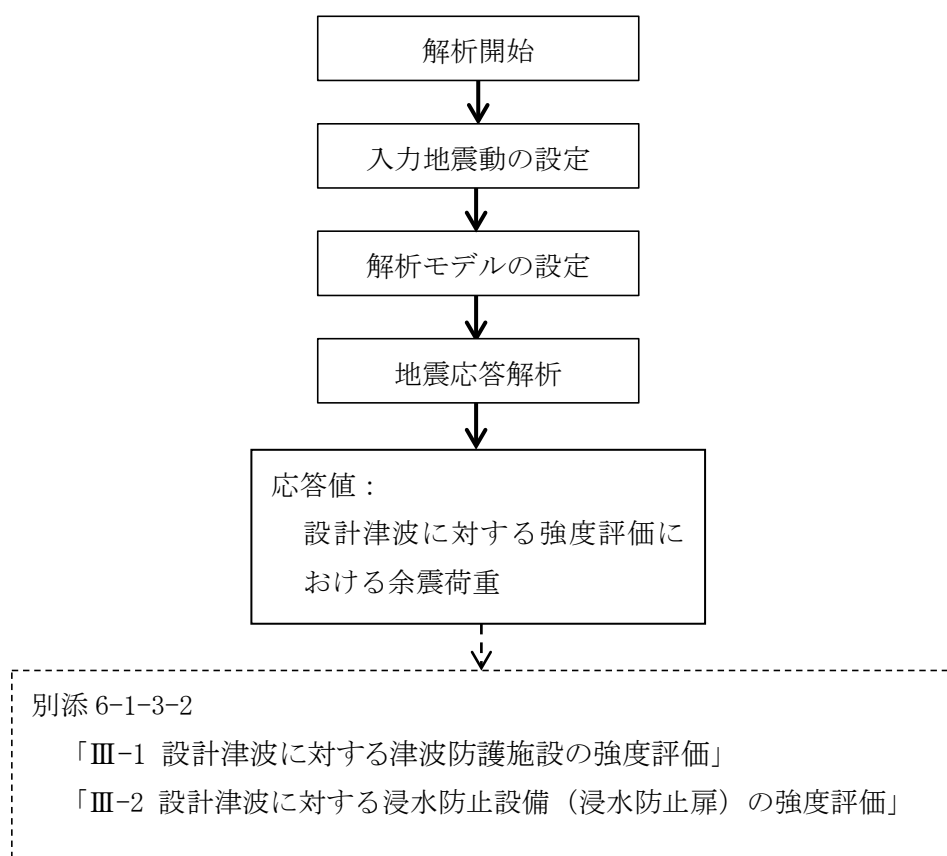 解析開始
入力地震動の設定
解析モデルの設定
地震応答解析
応答値：
設計津波に対する強度評価に
おける余震荷重
別添 6-1-3-2
「Ⅲ-1 設計津波に対する津波防護施設の強度評価」
「Ⅲ-2 設計津波に対する浸水防止設備（浸水防止扉）の強度評価」